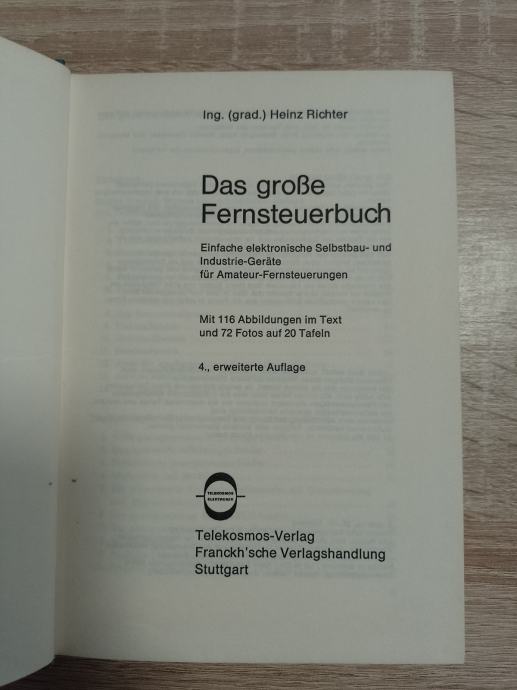 Ing. (grad.) Heinz Richter
Das große
Fernsteuerbuch
Einfache elektronische Selbstbau- und
Industrie-Geräte
für Amateur-Fernsteuerungen
Mit 116 Abbildungen im Text
und 72 Fotos auf 20 Tafeln
4., erweiterte Auflage
TELEKOSMOS
Telekosmos-Verlag
Franckh'sche Verlagshandlung
Stuttgart